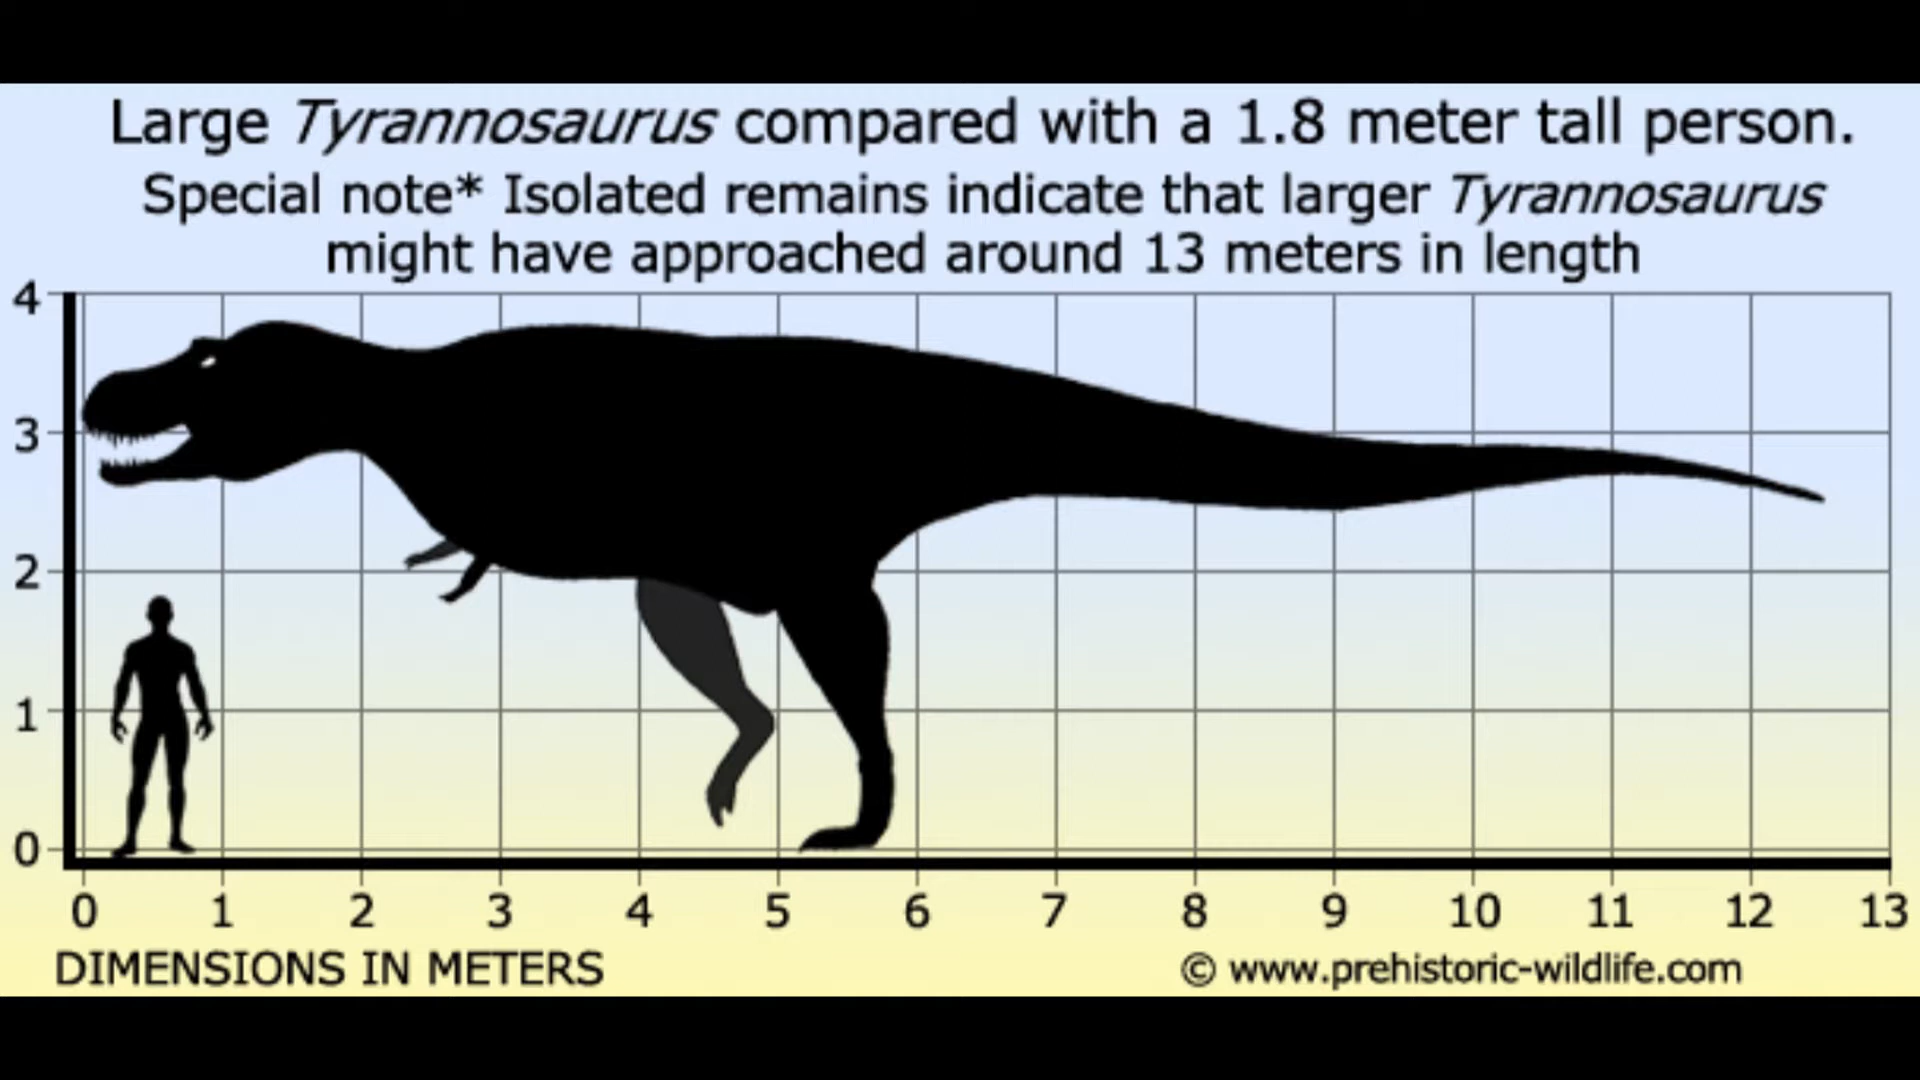 Large Tyrannosaurus compared with a 1.8 meter tall person.
Special note* Isolated remains indicate that larger Tyrannosaurus
might have approached around 13 meters in length
4
3
2
1
0
0 1 2 3 4 5 6 7 8 9 10 11 12 13
DIMENSIONS IN METERS
© www.prehistoric-wildlife.com